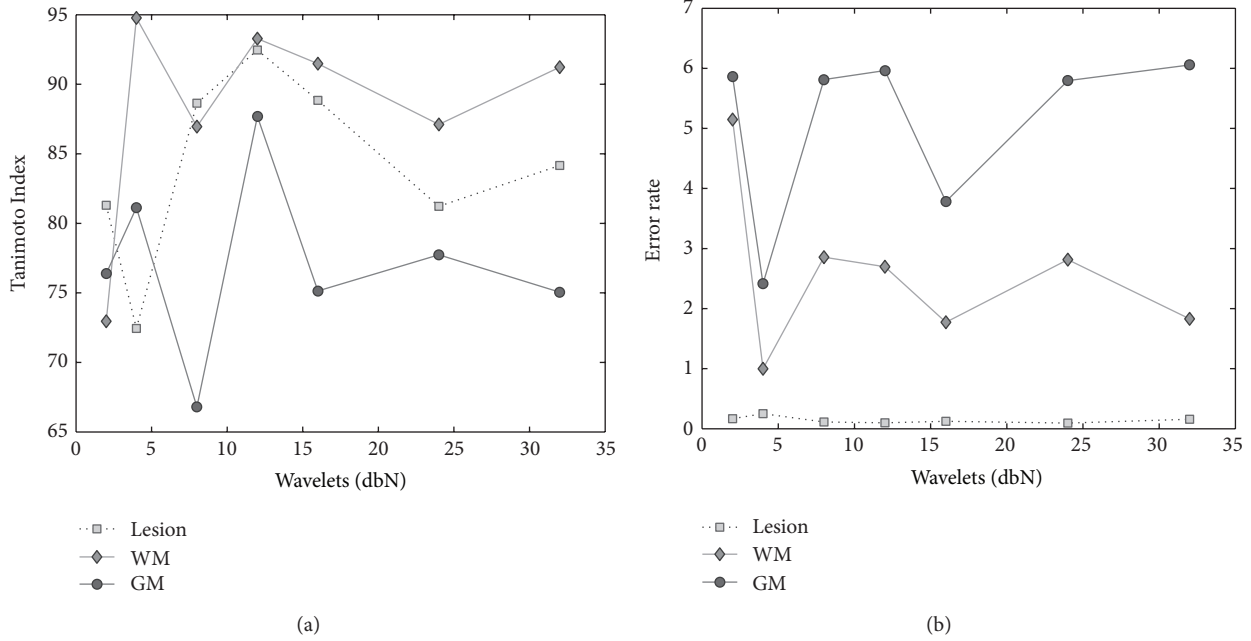 95
90
85
80
75
70
65
Tanimoto Index
0 5 10 15 20 25 30 35
Wavelets (dbN)
Lesion
WM
GM
(a)
7
6
5
4
3
2
1
0
Error rate
0 5 10 15 20 25 30 35
Wavelets (dbN)
Lesion
WM
GM
(b)